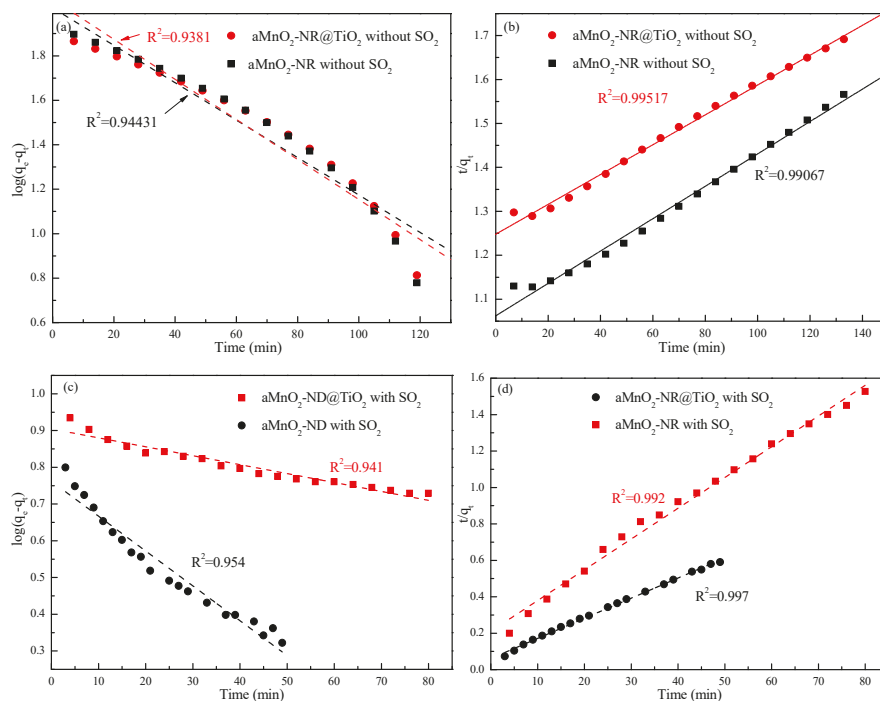 (a)
aMnO2-NR@TiO2 without SO2
aMnO2-NR without SO2
R2=0.9381
R2=0.94431
log(qe-qt)
1.8
1.6
1.4
1.2
1.0
0.8
0.6
0
20
40
60
80
100
120
Time (min)
(b)
aMnO2-NR@TiO2 without SO2
aMnO2-NR without SO2
R2=0.99517
R2=0.99067
t/qt
1.7
1.6
1.5
1.4
1.3
1.2
1.1
0
20
40
60
80
100
120
140
Time (min)
(c)
aMnO2-ND@TiO2 with SO2
aMnO2-ND with SO2
R2=0.941
R2=0.954
log(qe-qt)
1.0
0.9
0.8
0.7
0.6
0.5
0.4
0.3
0
10
20
30
40
50
60
70
80
Time (min)
(d)
aMnO2-NR@TiO2 with SO2
aMnO2-NR with SO2
R2=0.992
R2=0.997
t/qt
1.6
1.4
1.2
1.0
0.8
0.6
0.4
0.2
0.0
0
10
20
30
40
50
60
70
80
Time (min)